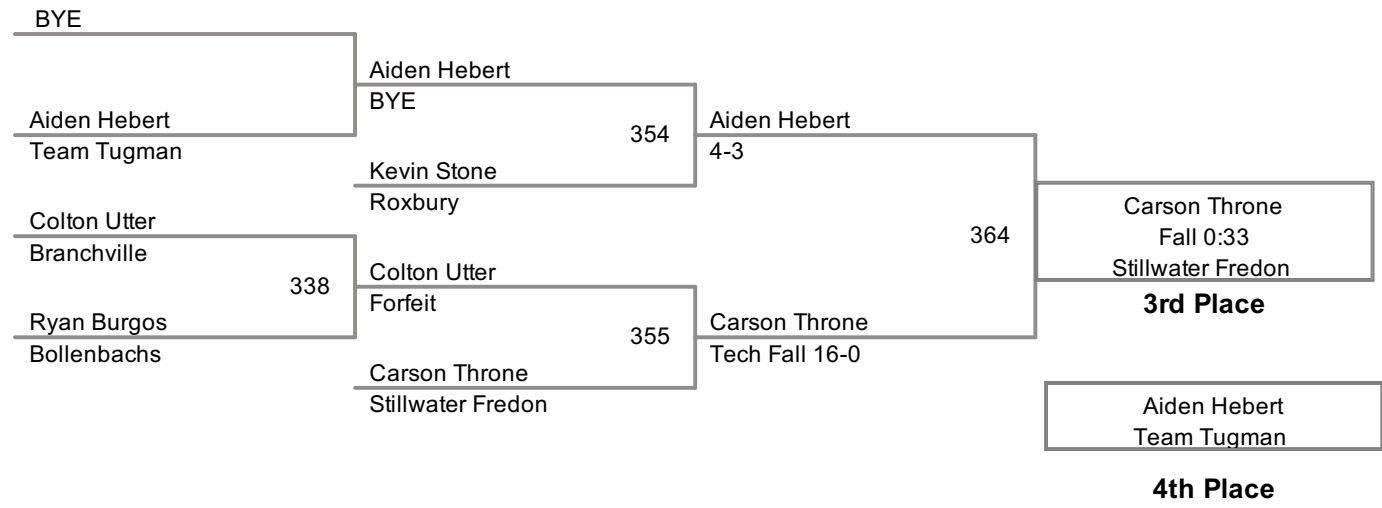 BYE
Aiden Hebert
Team Tugman
Colton Utter
Branchville
338
Ryan Burgos
Bollenbachs
Aiden Hebert
BYE
354
Kevin Stone
Roxbury
Colton Utter
Forfeit
355
Carson Throne
Stillwater Fredon
Aiden Hebert
4-3
364
Carson Throne
Tech Fall 16-0
Carson Throne
Fall 0:33
Stillwater Fredon
3rd Place
Aiden Hebert
Team Tugman
4th Place